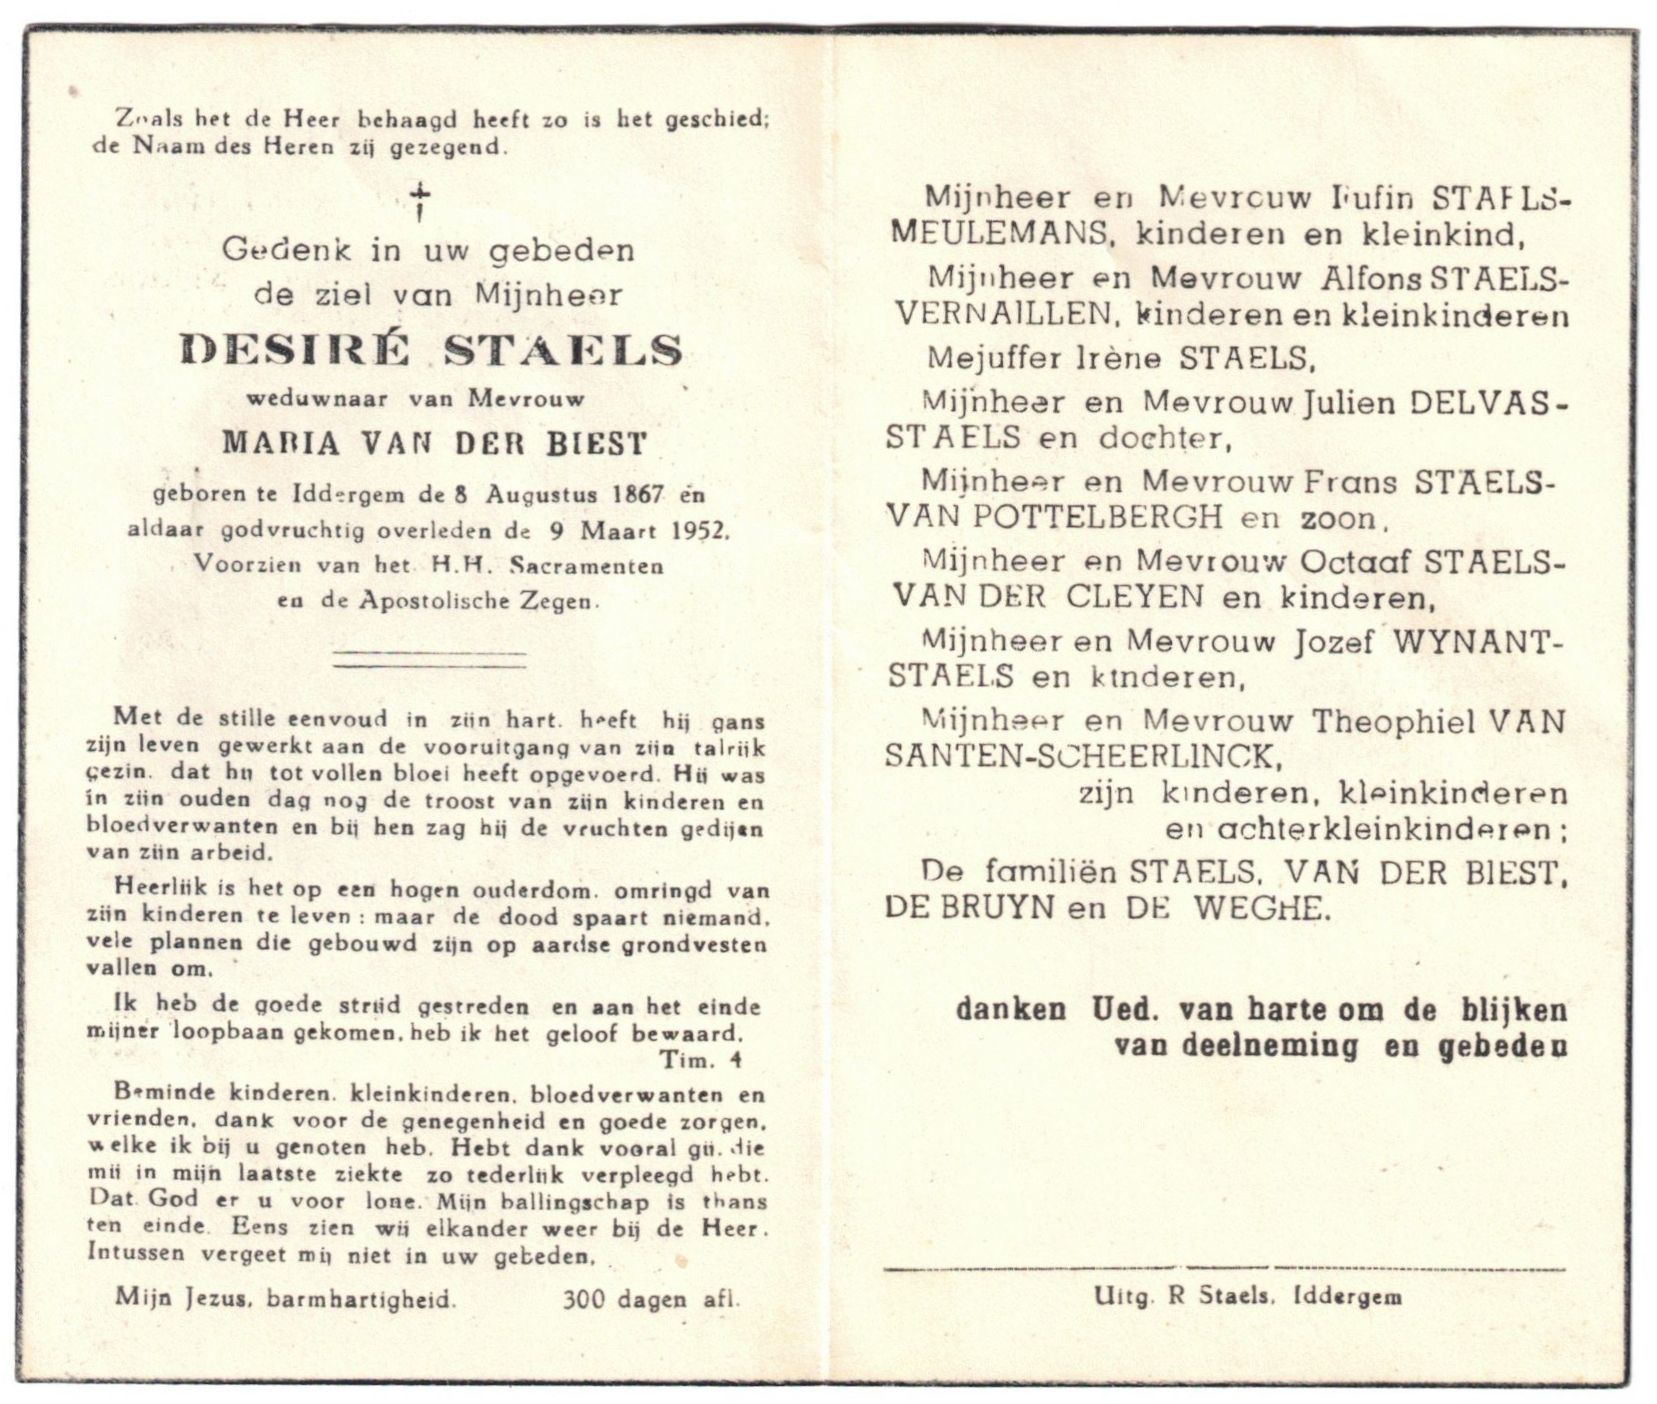 Zoals het de Heer behaagd heeft zo is het geschied;
de Naam des Heren zij gezegend.
Gedenk in uw gebeden
de ziel van Mijnheer
DESIRÉ STAELS
weduwnaar van Mevrouw
MARIA VAN DER BIEST
geboren te Iddergem de 8 Augustus 1867 en
aldaar godvruchtig overleden de 9 Maart 1952.
Voorzien van het H.H. Sacramenten
en de Apostolische Zegen.
Met de stille eenvoud in zijn hart, heeft hij gans
zijn leven gewerkt aan de vooruitgang van zijn talrijk
gezin, dat hij tot vollen bloei heeft opgevoerd. Hij was
in zijn ouden dag nog de troost van zijn kinderen en
bloedverwanten en bij hen zag hij de vruchten gedijen
van zijn arbeid.
Heerlijk is het op een hogen ouderdom, omringd van
zijn kinderen te leven : maar de dood spaart niemand,
vele plannen die gebouwd zijn op aardse grondvesten
vallen om.
Ik heb de goede strijd gestreden en aan het einde
mijner loopbaan gekomen, heb ik het geloof bewaard.
Tim. 4
Beminde kinderen, kleinkinderen, bloedverwanten en
vrienden, dank voor de genegenheid en goede zorgen,
welke ik bij u genoten heb. Hebt dank vooral gij, die
mij in mijn laatste ziekte zo tederlijk verpleegd hebt.
Dat God er u voor lone. Mijn ballingschap is thans
ten einde. Eens zien wij elkander weer bij de Heer.
Intussen vergeet mij niet in uw gebeden.
Mijn Jezus, barmhartigheid. 300 dagen afl.
Mijnheer en Mevrouw Rufin STAELS-
MEULEMANS, kinderen en kleinkind,
Mijnheer en Mevrouw Alfons STAELS-
VERNAILLEN, kinderen en kleinkinderen
Mejuffer Irène STAELS,
Mijnheer en Mevrouw Julien DELVAS-
STAELS en dochter,
Mijnheer en Mevrouw Frans STAELS-
VAN POTTELBERGH en zoon,
Mijnheer en Mevrouw Octaaf STAELS-
VAN DER CLEYEN en kinderen,
Mijnheer en Mevrouw Jozef WYNANT-
STAELS en kinderen,
Mijnheer en Mevrouw Theophiel VAN
SANTEN-SCHEERLINCK,
zijn kinderen, kleinkinderen
en achterkleinkinderen ;
De familiën STAELS, VAN DER BIEST,
DE BRUYN en DE WEGHE.
danken Ued. van harte om de blijken
van deelneming en gebeden
Uitg. R Staels, Iddergem